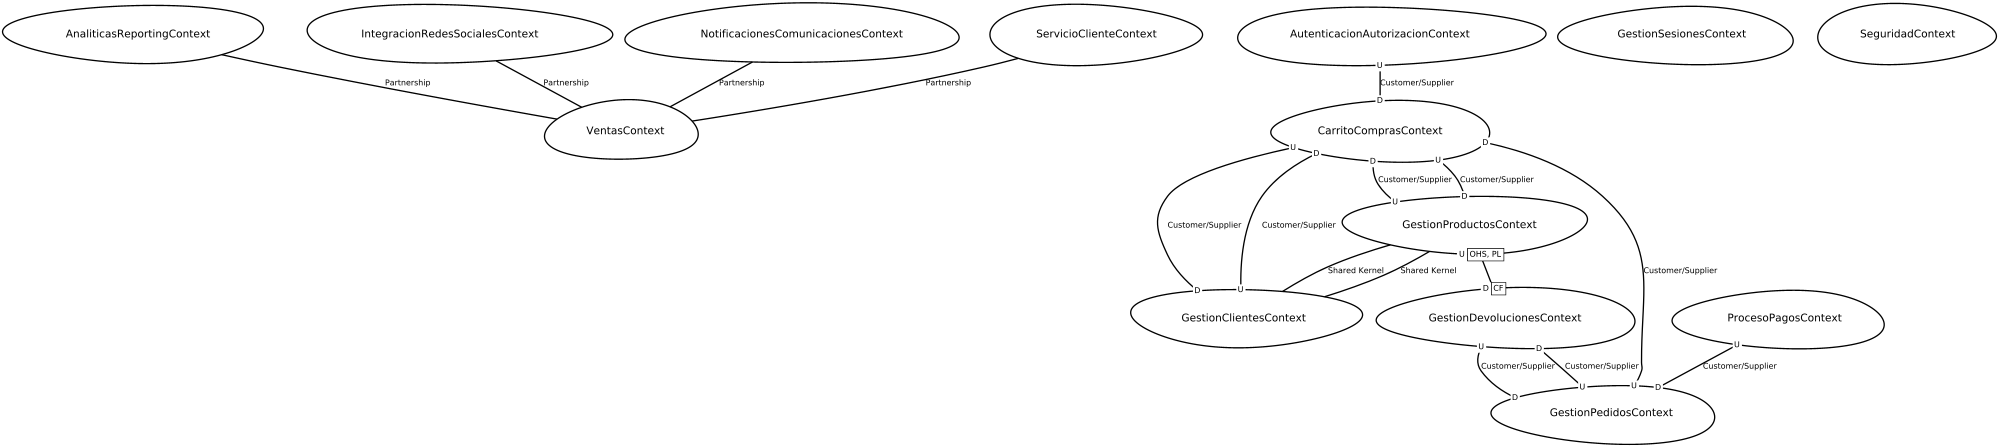 AnaliticasReportingContext
IntegracionRedesSocialesContext
NotificacionesComunicacionesContext
ServicioClienteContext
AutenticacionAutorizacionContext
GestionSesionesContext
SeguridadContext
U
Partnership
Partnership
Partnership
Partnership
Customer/Supplier
D
VentasContext
CarritoComprasContext
D
U
D
D
U
Customer/Supplier
Customer/Supplier
U
D
Customer/Supplier
Customer/Supplier
GestionProductosContext
U
OHS, PL
Shared Kernel
Shared Kernel
Customer/Supplier
D
U
D
CF
GestionClientesContext
GestionDevolucionesContext
ProcesoPagosContext
U
D
U
Customer/Supplier
Customer/Supplier
Customer/Supplier
D
U
U
D
GestionPedidosContext